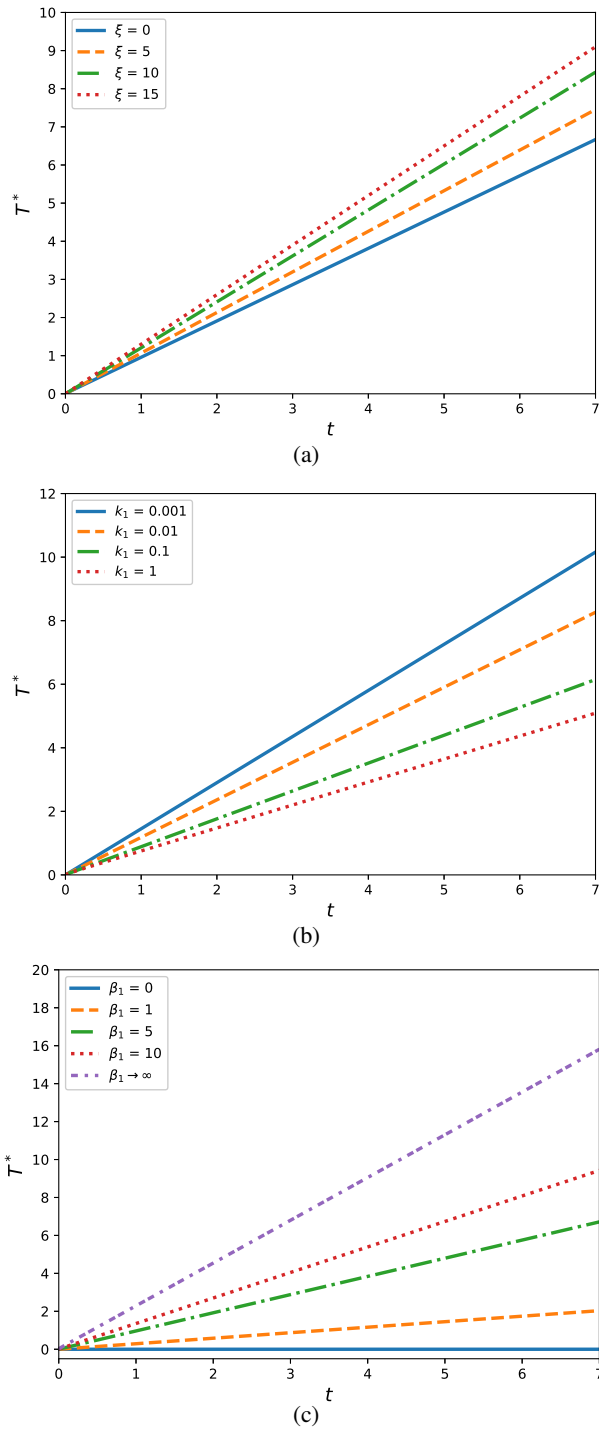 10
9
8
7
6
5
4
3
2
1
0
T*
ξ = 0
ξ = 5
ξ = 10
ξ = 15
0 1 2 3 4 5 6 7
t
(a)
12
10
8
6
4
2
0
T*
k₁ = 0.001
k₁ = 0.01
k₁ = 0.1
k₁ = 1
0 1 2 3 4 5 6 7
t
(b)
20
18
16
14
12
10
8
6
4
2
0
T*
β₁ = 0
β₁ = 1
β₁ = 5
β₁ = 10
β₁ → ∞
0 1 2 3 4 5 6 7
t
(c)